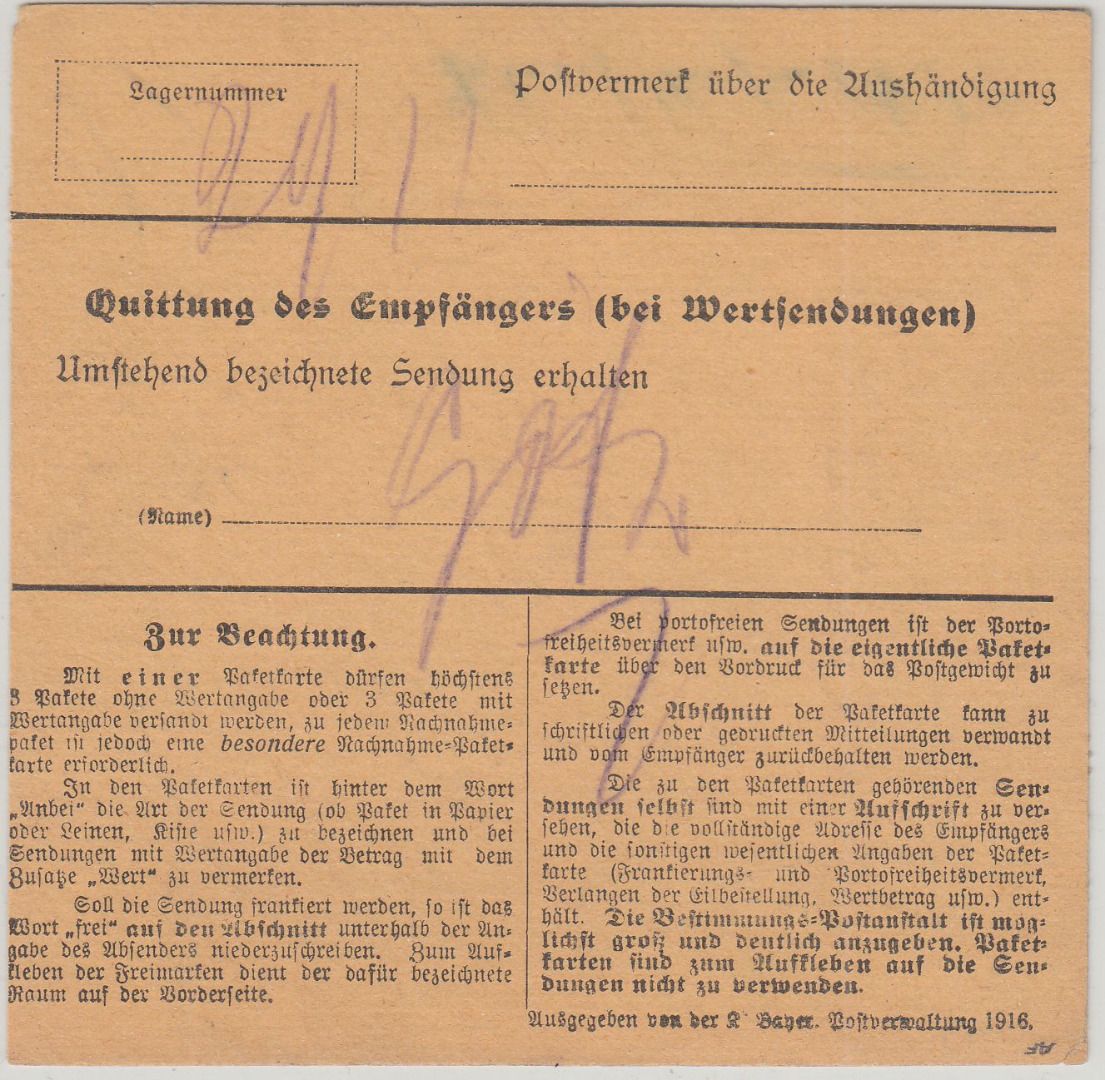 Lagernummer
Postvermerk über die Aushändigung
Quittung des Empfängers (bei Wertsendungen)
Umstehend bezeichnete Sendung erhalten
(Name)
Zur Beachtung.
Mit einer Paketkarte dürfen höchstens
3 Pakete ohne Wertangabe oder 3 Pakete mit
Wertangabe versandt werden, zu jedem Nachnahme-
paket ist jedoch eine besondere Nachnahme-Paket-
karte erforderlich.
In den Paketkarten ist hinter dem Wort
„Anbei“ die Art der Sendung (ob Paket in Papier
oder Leinen, Kiste usw.) zu bezeichnen und bei
Sendungen mit Wertangabe der Betrag mit dem
Zusatze „Wert“ zu vermerken.
Soll die Sendung frankiert werden, so ist das
Wort „frei“ auf den Abschnitt unterhalb der An-
gabe des Absenders niederzuschreiben. Zum Auf-
kleben der Freimarken dient der dafür bezeichnete
Raum auf der Vorderseite.
Bei portofreien Sendungen ist der Porto-
freiheitsvermerk usw. auf die eigentliche Paket-
karte über den Vordruck für das Postgewicht zu
setzen.
Der Abschnitt der Paketkarte kann zu
schriftlichen oder gedruckten Mitteilungen verwandt
und vom Empfänger zurückbehalten werden.
Die zu den Paketkarten gehörenden Sen-
dungen selbst sind mit einer Aufschrift zu ver-
sehen, die die vollständige Adresse des Empfängers
und die sonstigen wesentlichen Angaben der Paket-
karte (Frankierungs- und Portofreiheitsvermerk,
Verlangen der Eilbestellung, Wertbetrag usw.) ent-
hält. Die Bestimmungs-Postanstalt ist mög-
lichst groß und deutlich anzugeben. Paket-
karten sind zum Aufkleben auf die Sen-
dungen nicht zu verwenden.
Ausgegeben von der K. Bayer. Postverwaltung 1916.